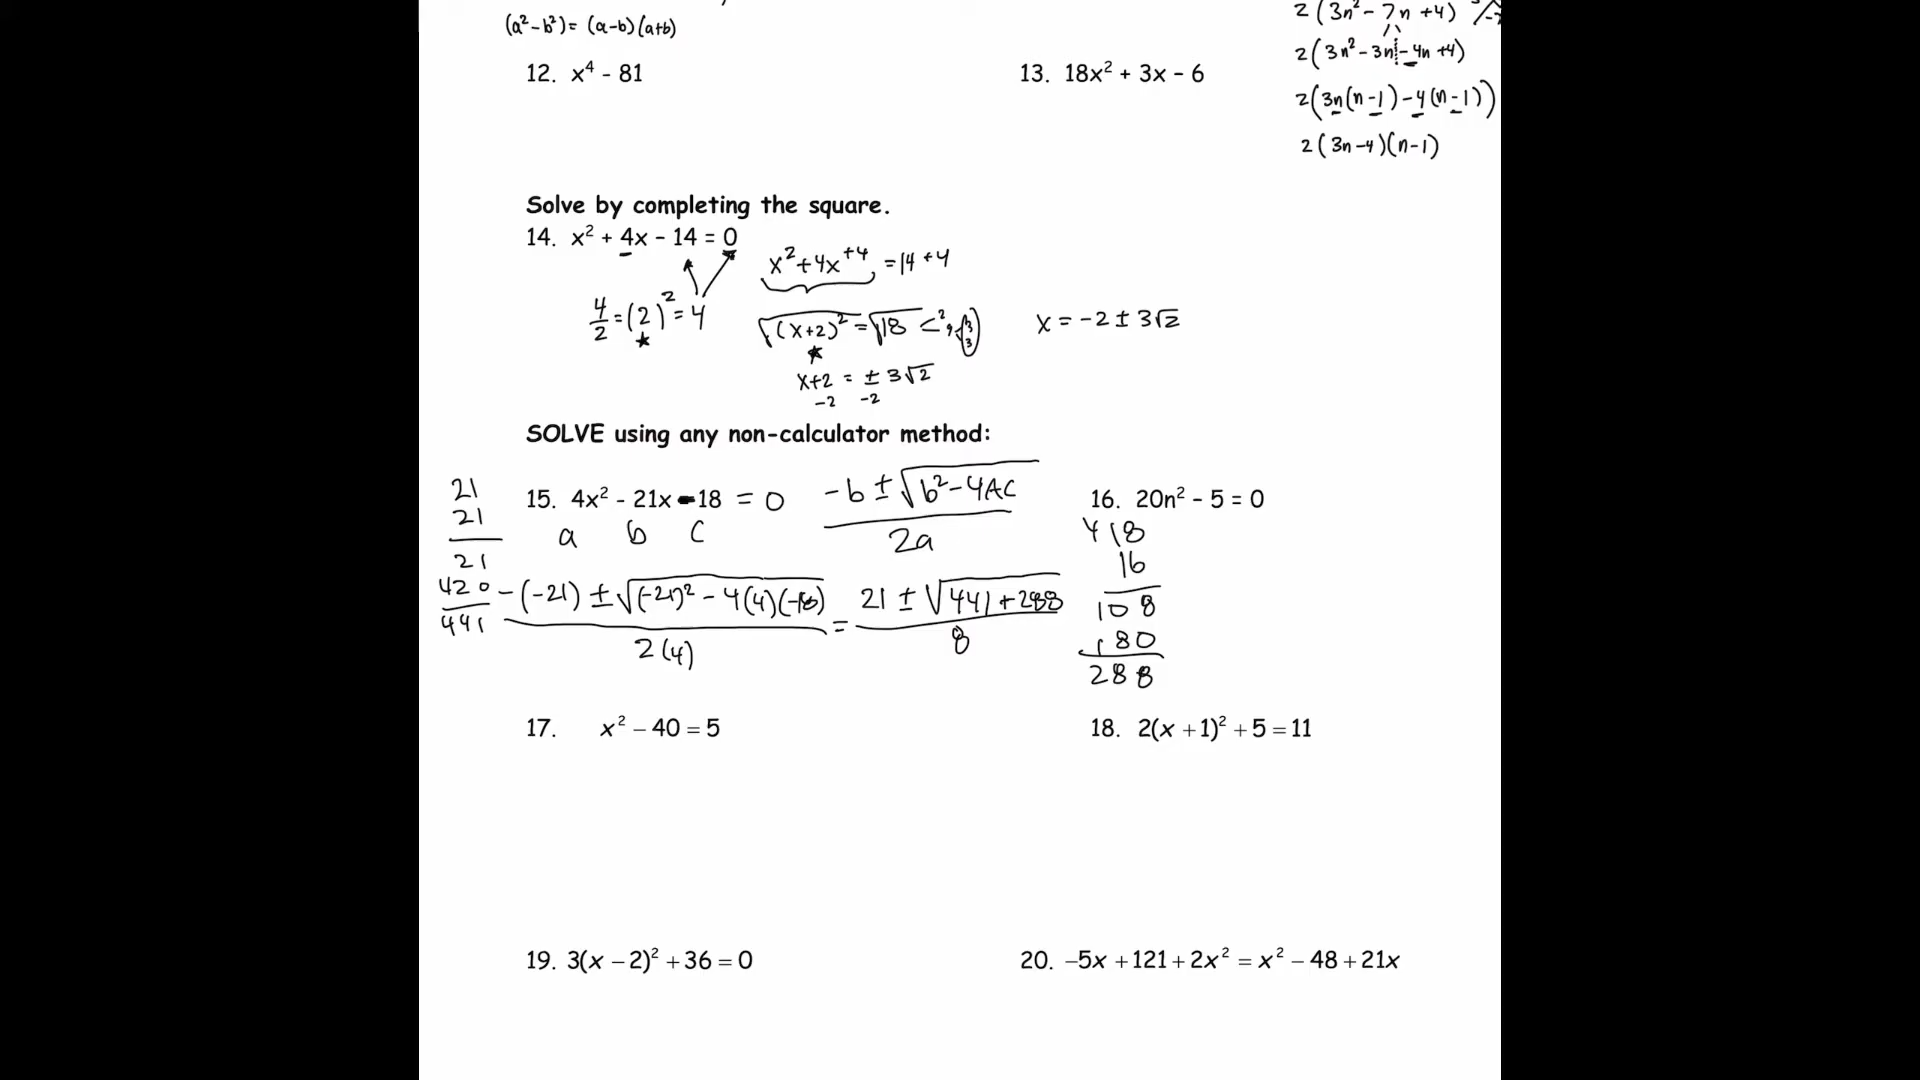 (a² - b²) = (a-b)(a+b)
2(3n² - 7n + 4)
2(3n² - 3n - 4n + 4)
12. x⁴ - 81
13. 18x² + 3x - 6
2(3n(n-1) - 4(n-1))
2(3n-4)(n-1)
Solve by completing the square.
14. x² + 4x - 14 = 0
x² + 4x + 4 = 14 + 4
4/2 = (2)² = 4
√(x+2)² = √18 < 2 9 < 3 3
x = -2 ± 3√2
x+2 = ± 3√2
-2 -2
SOLVE using any non-calculator method:
15. 4x² - 21x - 18 = 0
a b c
(-b ± √(b² - 4AC)) / 2a
21
21
21
420
441
(-(-21) ± √((-21)² - 4(4)(-18))) / 2(4) = (21 ± √(441 + 288)) / 8
16. 20n² - 5 = 0
4 18
16
108
180
288
17. x² - 40 = 5
18. 2(x + 1)² + 5 = 11
19. 3(x - 2)² + 36 = 0
20. -5x + 121 + 2x² = x² - 48 + 21x